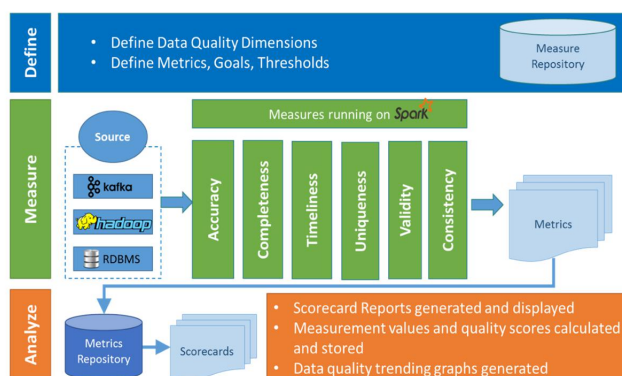 Define
• Define Data Quality Dimensions
• Define Metrics, Goals, Thresholds
Measure
Repository
Measure
Measures running on Spark
Source
kafka
hadoop
RDBMS
Accuracy
Completeness
Timeliness
Uniqueness
Validity
Consistency
Metrics
Analyze
Metrics
Repository
Scorecards
• Scorecard Reports generated and displayed
• Measurement values and quality scores calculated
and stored
• Data quality trending graphs generated